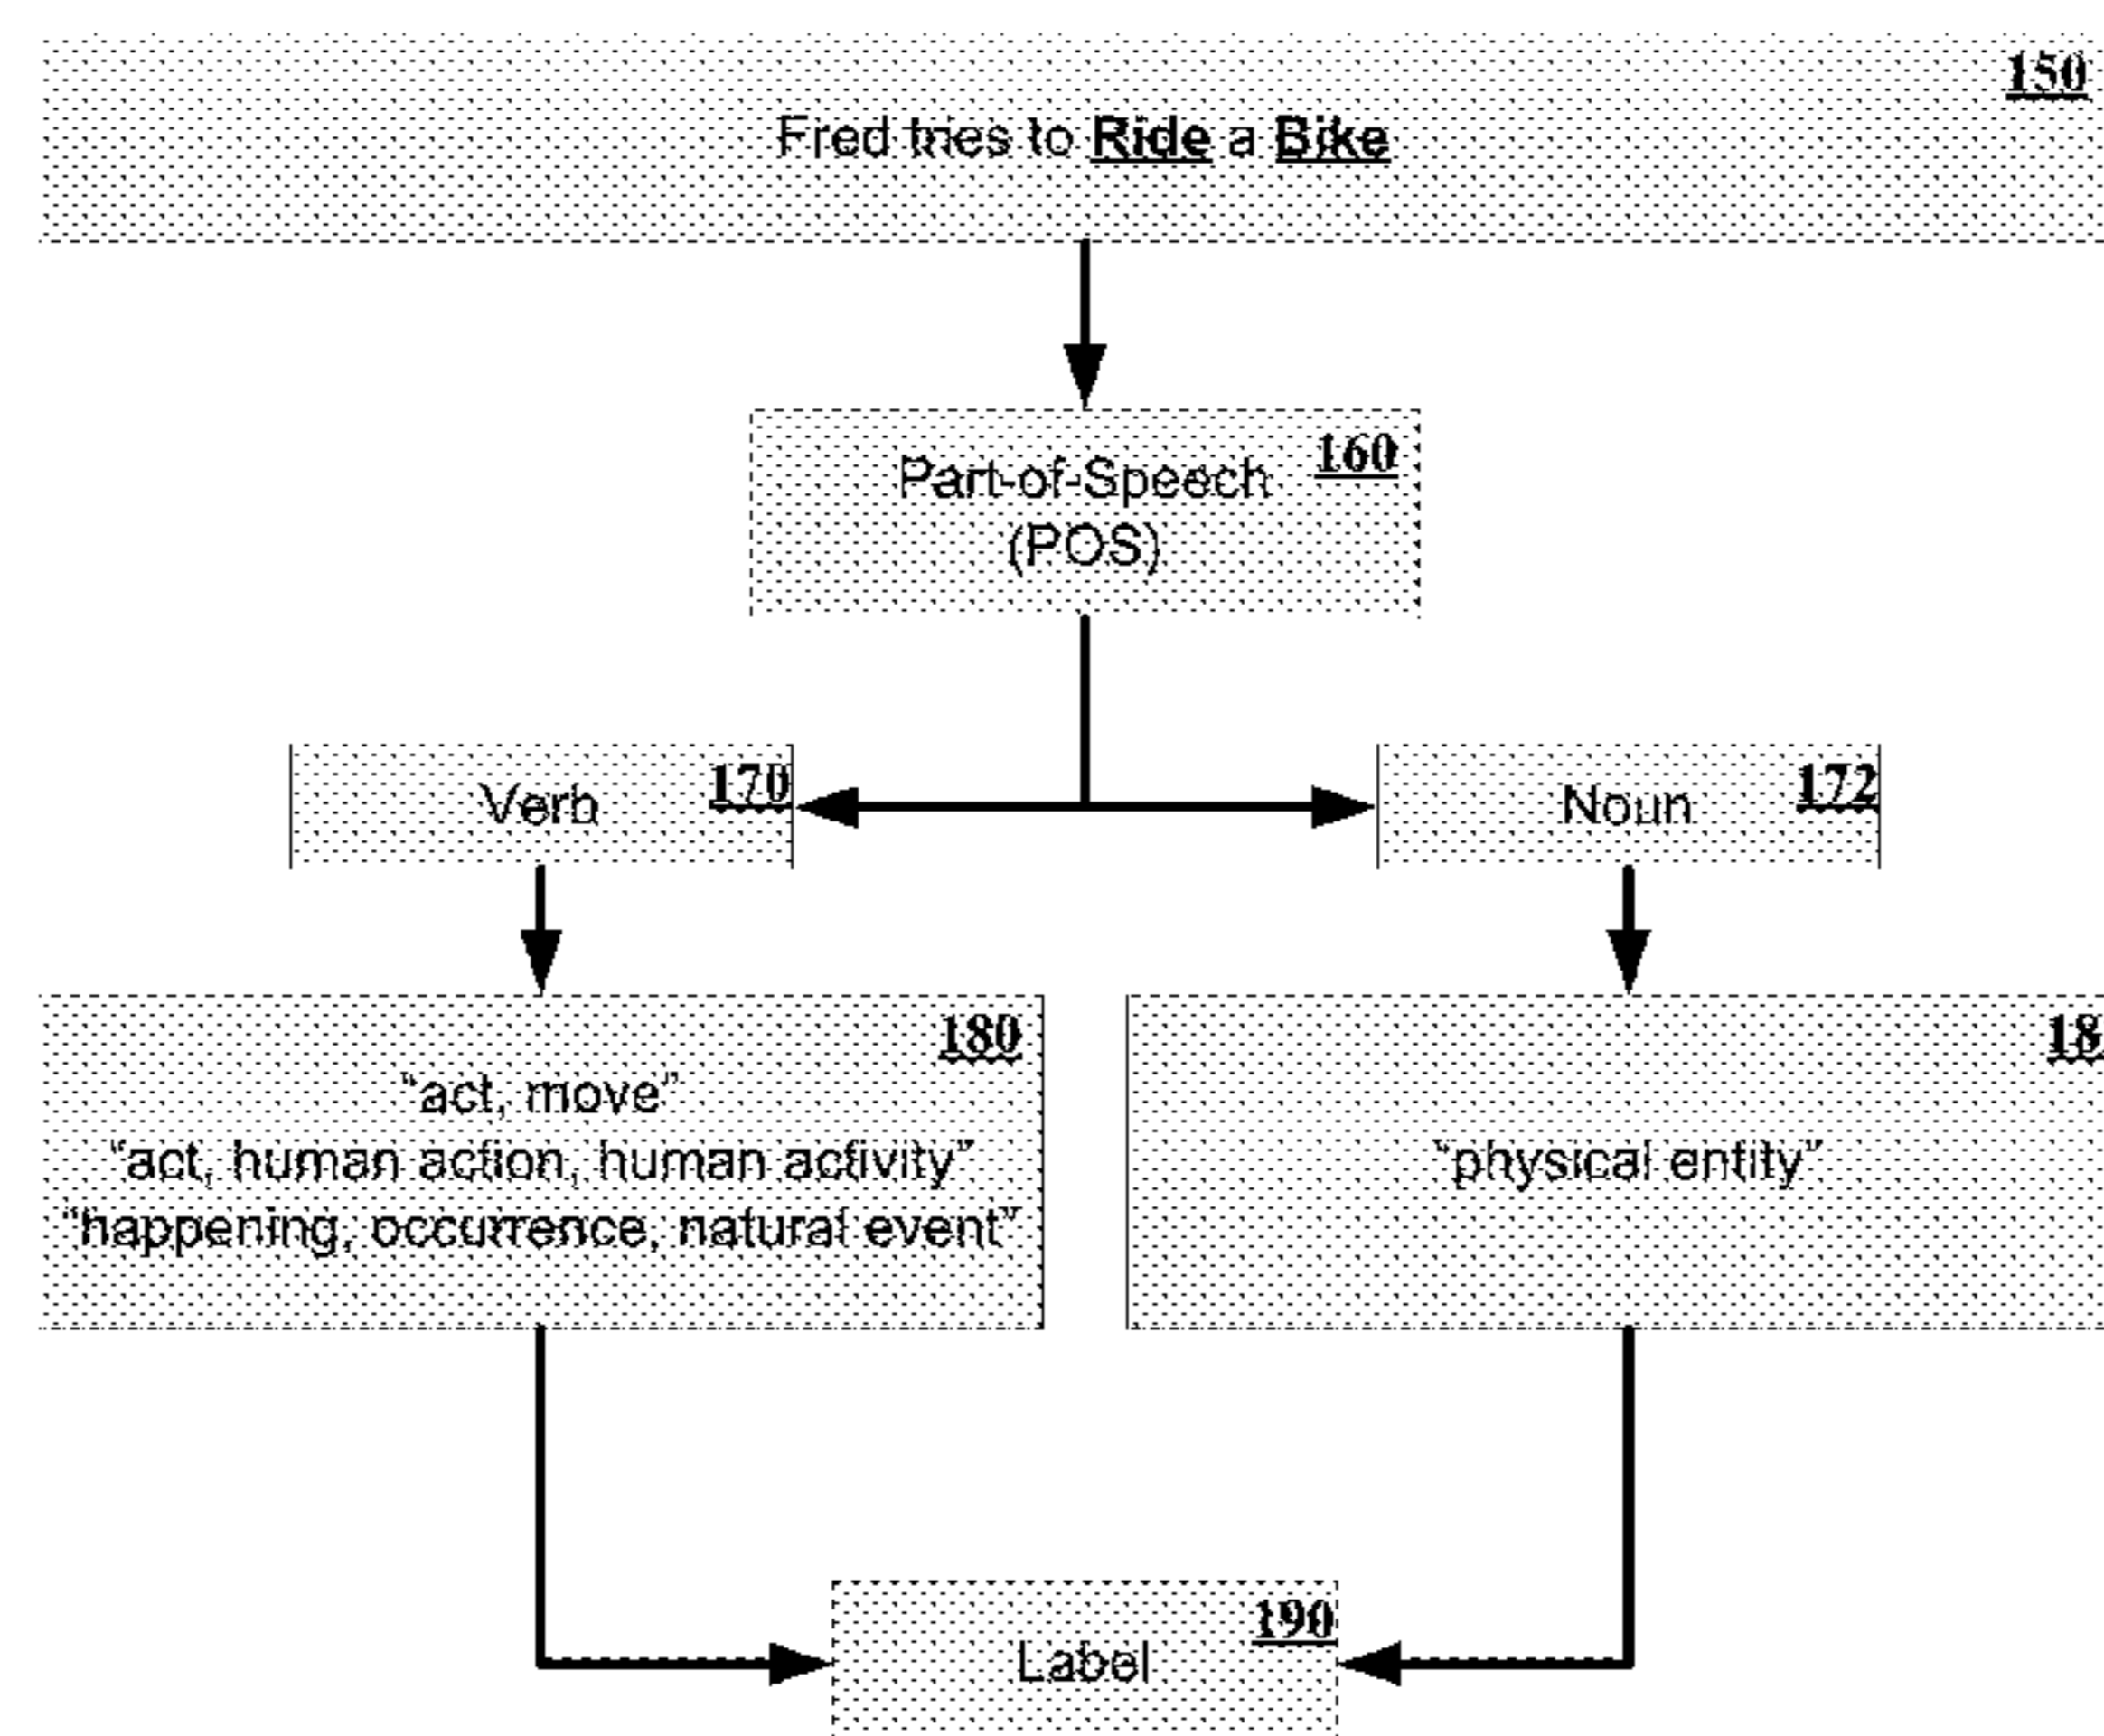 150
Fred tries to Ride a Bike
160
Part-of-Speech
(POS)
170
Verb
172
Noun
180
“act, move”
“act, human action, human activity”
“happening, occurrence, natural event”
18
“physical entity”
190
Label